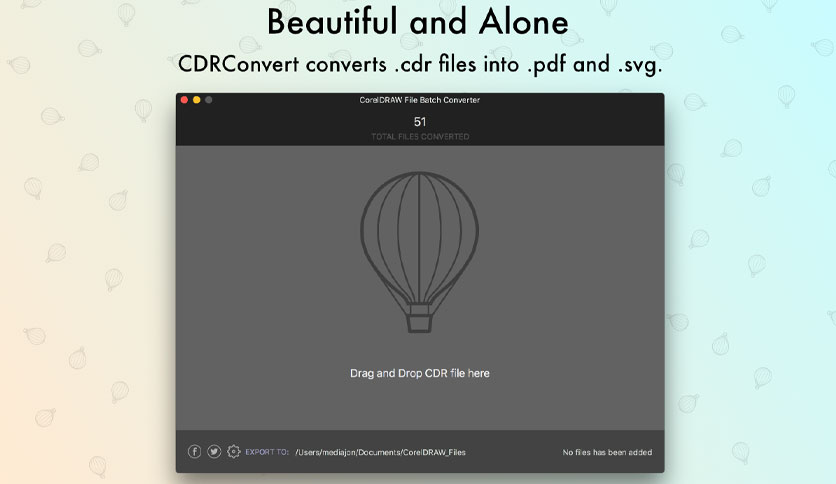 Beautiful and Alone
CDRConvert converts .cdr files into .pdf and .svg.
CorelDRAW File Batch Converter
51
TOTAL FILES CONVERTED
Drag and Drop CDR file here
EXPORT TO: /Users/mediajon/Documents/CorelDRAW_Files
No files has been added